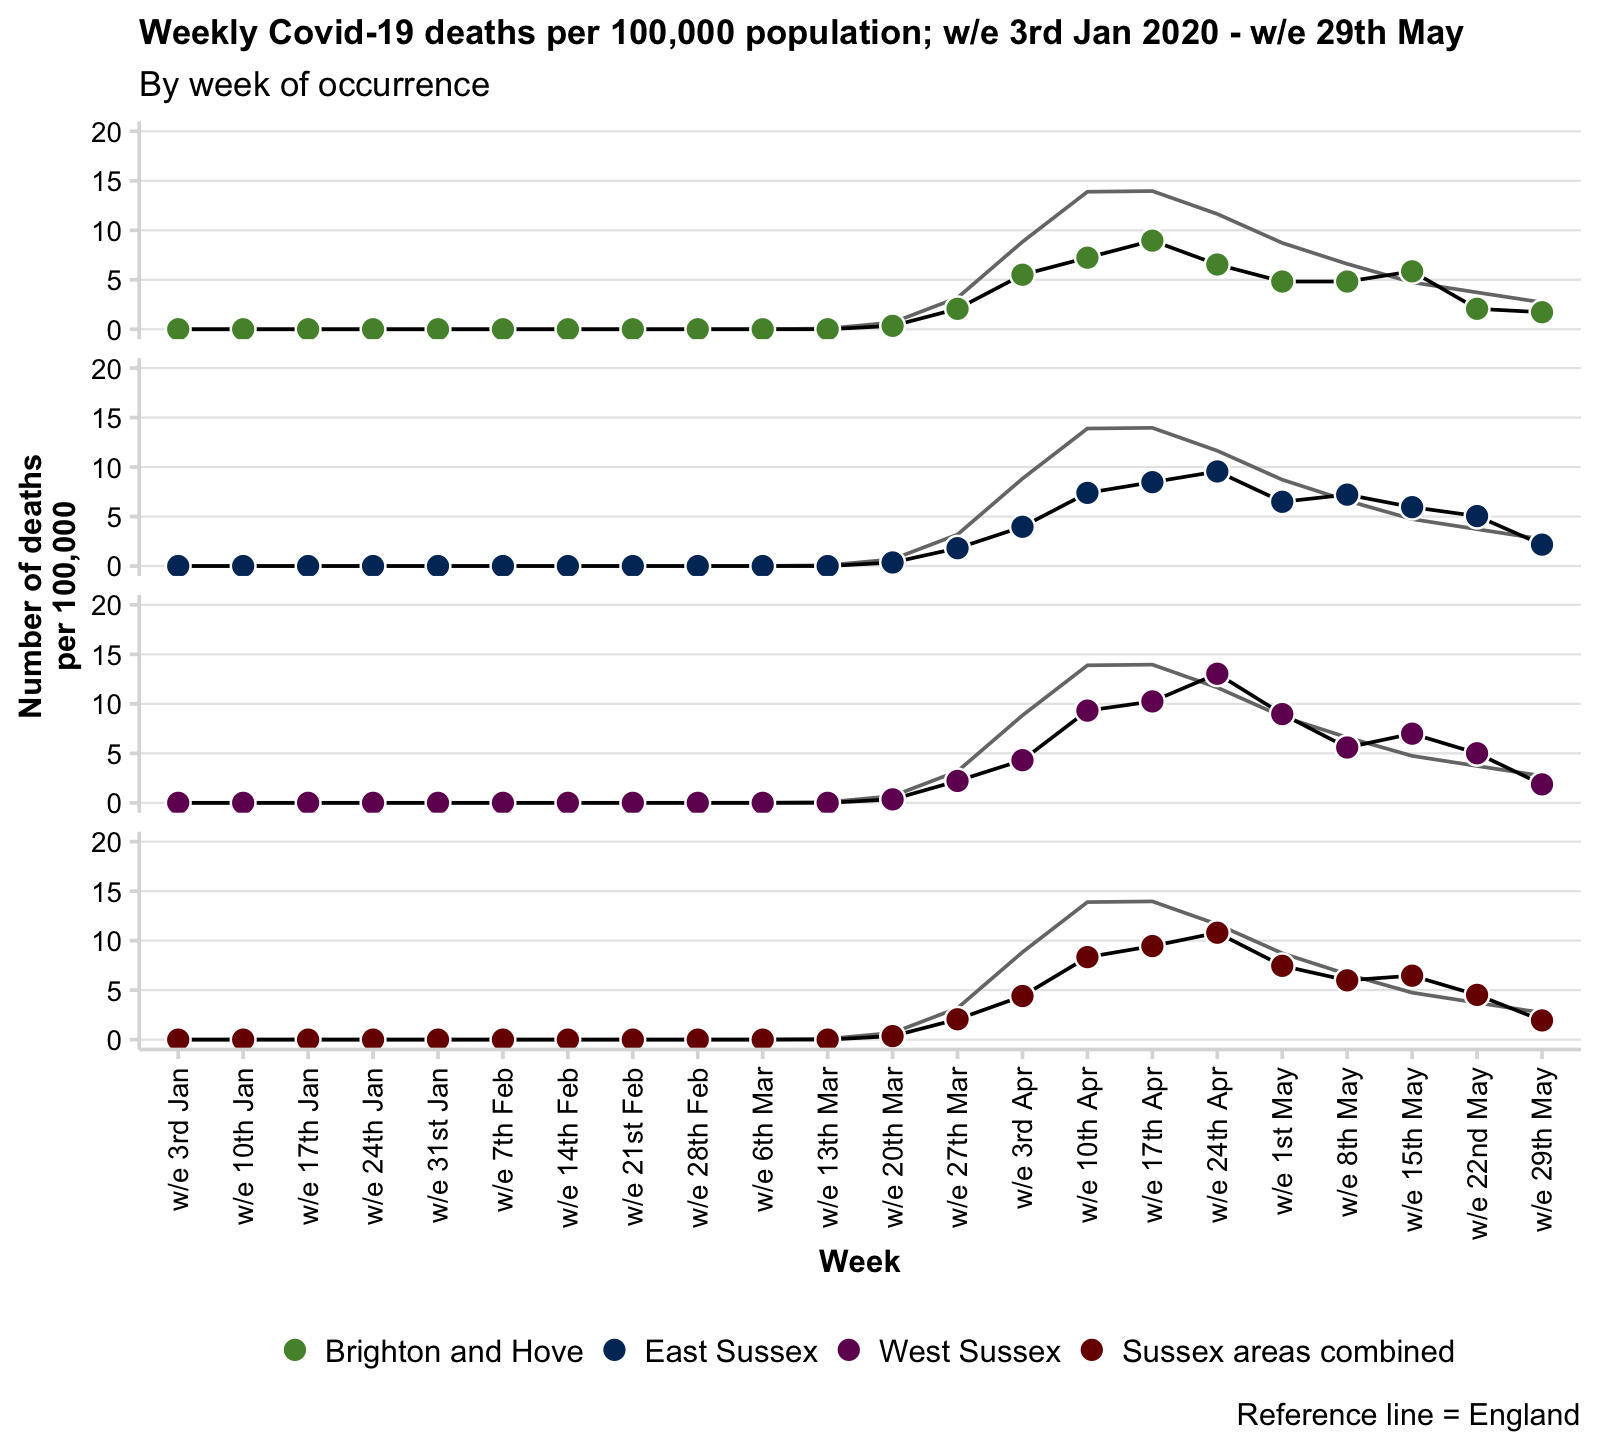 Weekly Covid-19 deaths per 100,000 population; w/e 3rd Jan 2020 - w/e 29th May
By week of occurrence
Number of deaths
per 100,000
20
15
10
5
0
20
15
10
5
0
20
15
10
5
0
20
15
10
5
0
w/e 3rd Jan
w/e 10th Jan
w/e 17th Jan
w/e 24th Jan
w/e 31st Jan
w/e 7th Feb
w/e 14th Feb
w/e 21st Feb
w/e 28th Feb
w/e 6th Mar
w/e 13th Mar
w/e 20th Mar
w/e 27th Mar
w/e 3rd Apr
w/e 10th Apr
w/e 17th Apr
w/e 24th Apr
w/e 1st May
w/e 8th May
w/e 15th May
w/e 22nd May
w/e 29th May
Week
Brighton and Hove East Sussex West Sussex Sussex areas combined
Reference line = England